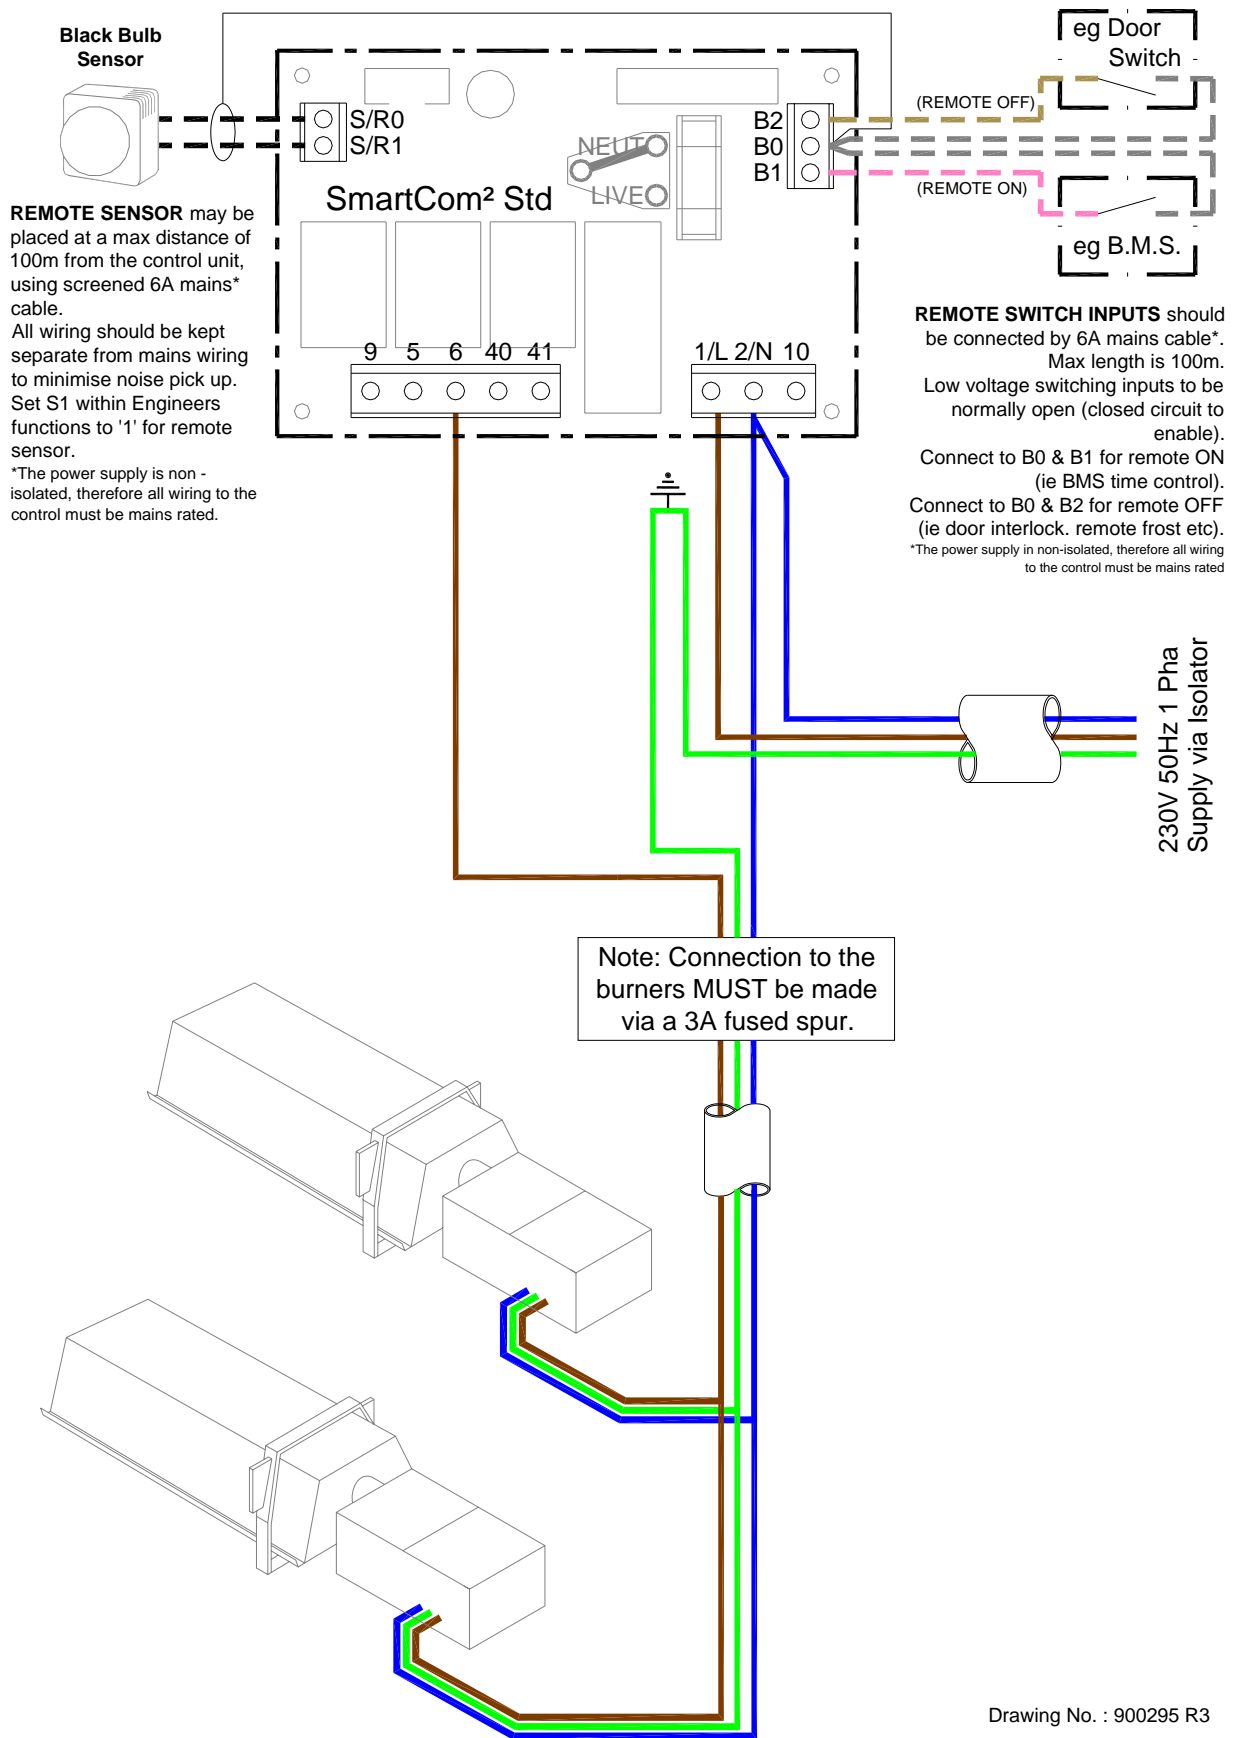 Black Bulb
Sensor
S/R0
S/R1
NEUT
LIVE
SmartCom² Std
B2
B0
B1
(REMOTE OFF)
(REMOTE ON)
eg Door
Switch
eg B.M.S.
9 5 6 40 41
1/L 2/N 10
REMOTE SENSOR may be
placed at a max distance of
100m from the control unit,
using screened 6A mains*
cable.
All wiring should be kept
separate from mains wiring
to minimise noise pick up.
Set S1 within Engineers
functions to '1' for remote
sensor.
*The power supply is non -
isolated, therefore all wiring to the
control must be mains rated.
REMOTE SWITCH INPUTS should
be connected by 6A mains cable*.
Max length is 100m.
Low voltage switching inputs to be
normally open (closed circuit to
enable).
Connect to B0 & B1 for remote ON
(ie BMS time control).
Connect to B0 & B2 for remote OFF
(ie door interlock. remote frost etc).
*The power supply in non-isolated, therefore all wiring
to the control must be mains rated
230V 50Hz 1 Pha
Supply via Isolator
Note: Connection to the
burners MUST be made
via a 3A fused spur.
Drawing No. : 900295 R3